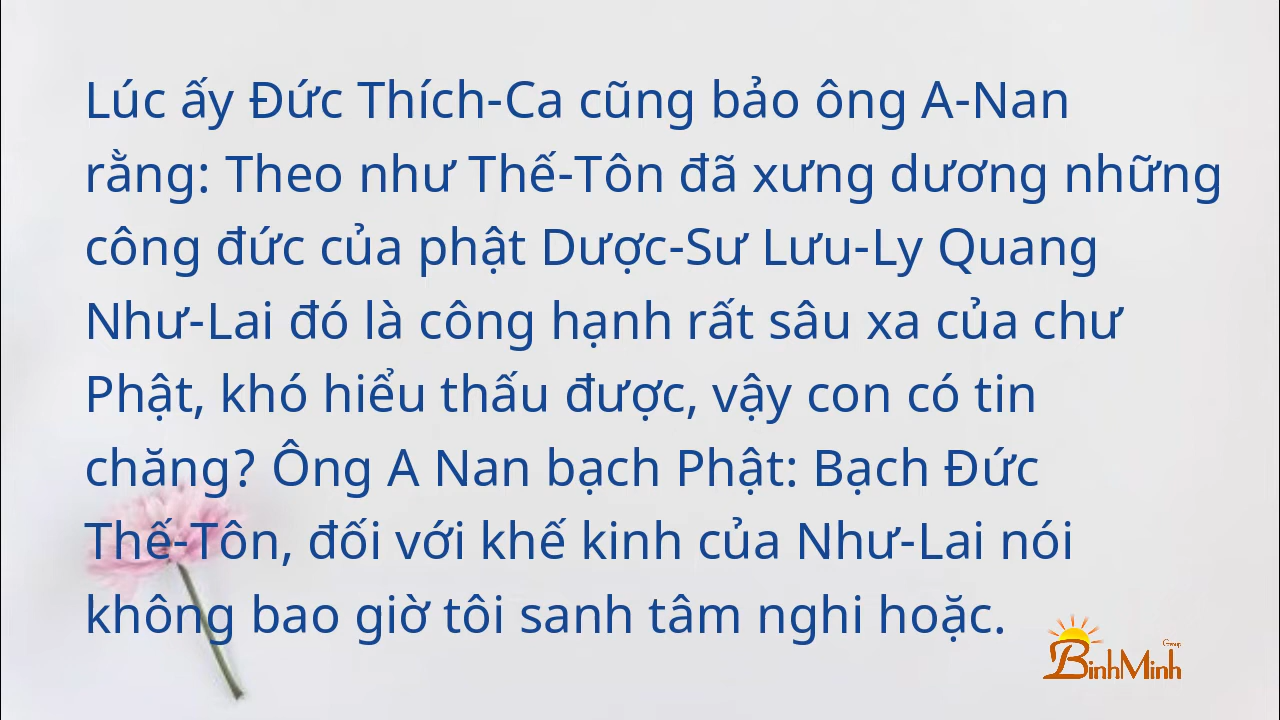 Lúc ấy Đức Thích-Ca cũng bảo ông A-Nan
rằng: Theo như Thế-Tôn đã xưng dương những
công đức của phật Dược-Sư Lưu-Ly Quang
Như-Lai đó là công hạnh rất sâu xa của chư
Phật, khó hiểu thấu được, vậy con có tin
chăng? Ông A Nan bạch Phật: Bạch Đức
Thế-Tôn, đối với khế kinh của Như-Lai nói
không bao giờ tôi sanh tâm nghi hoặc.
Group
BinhMinh